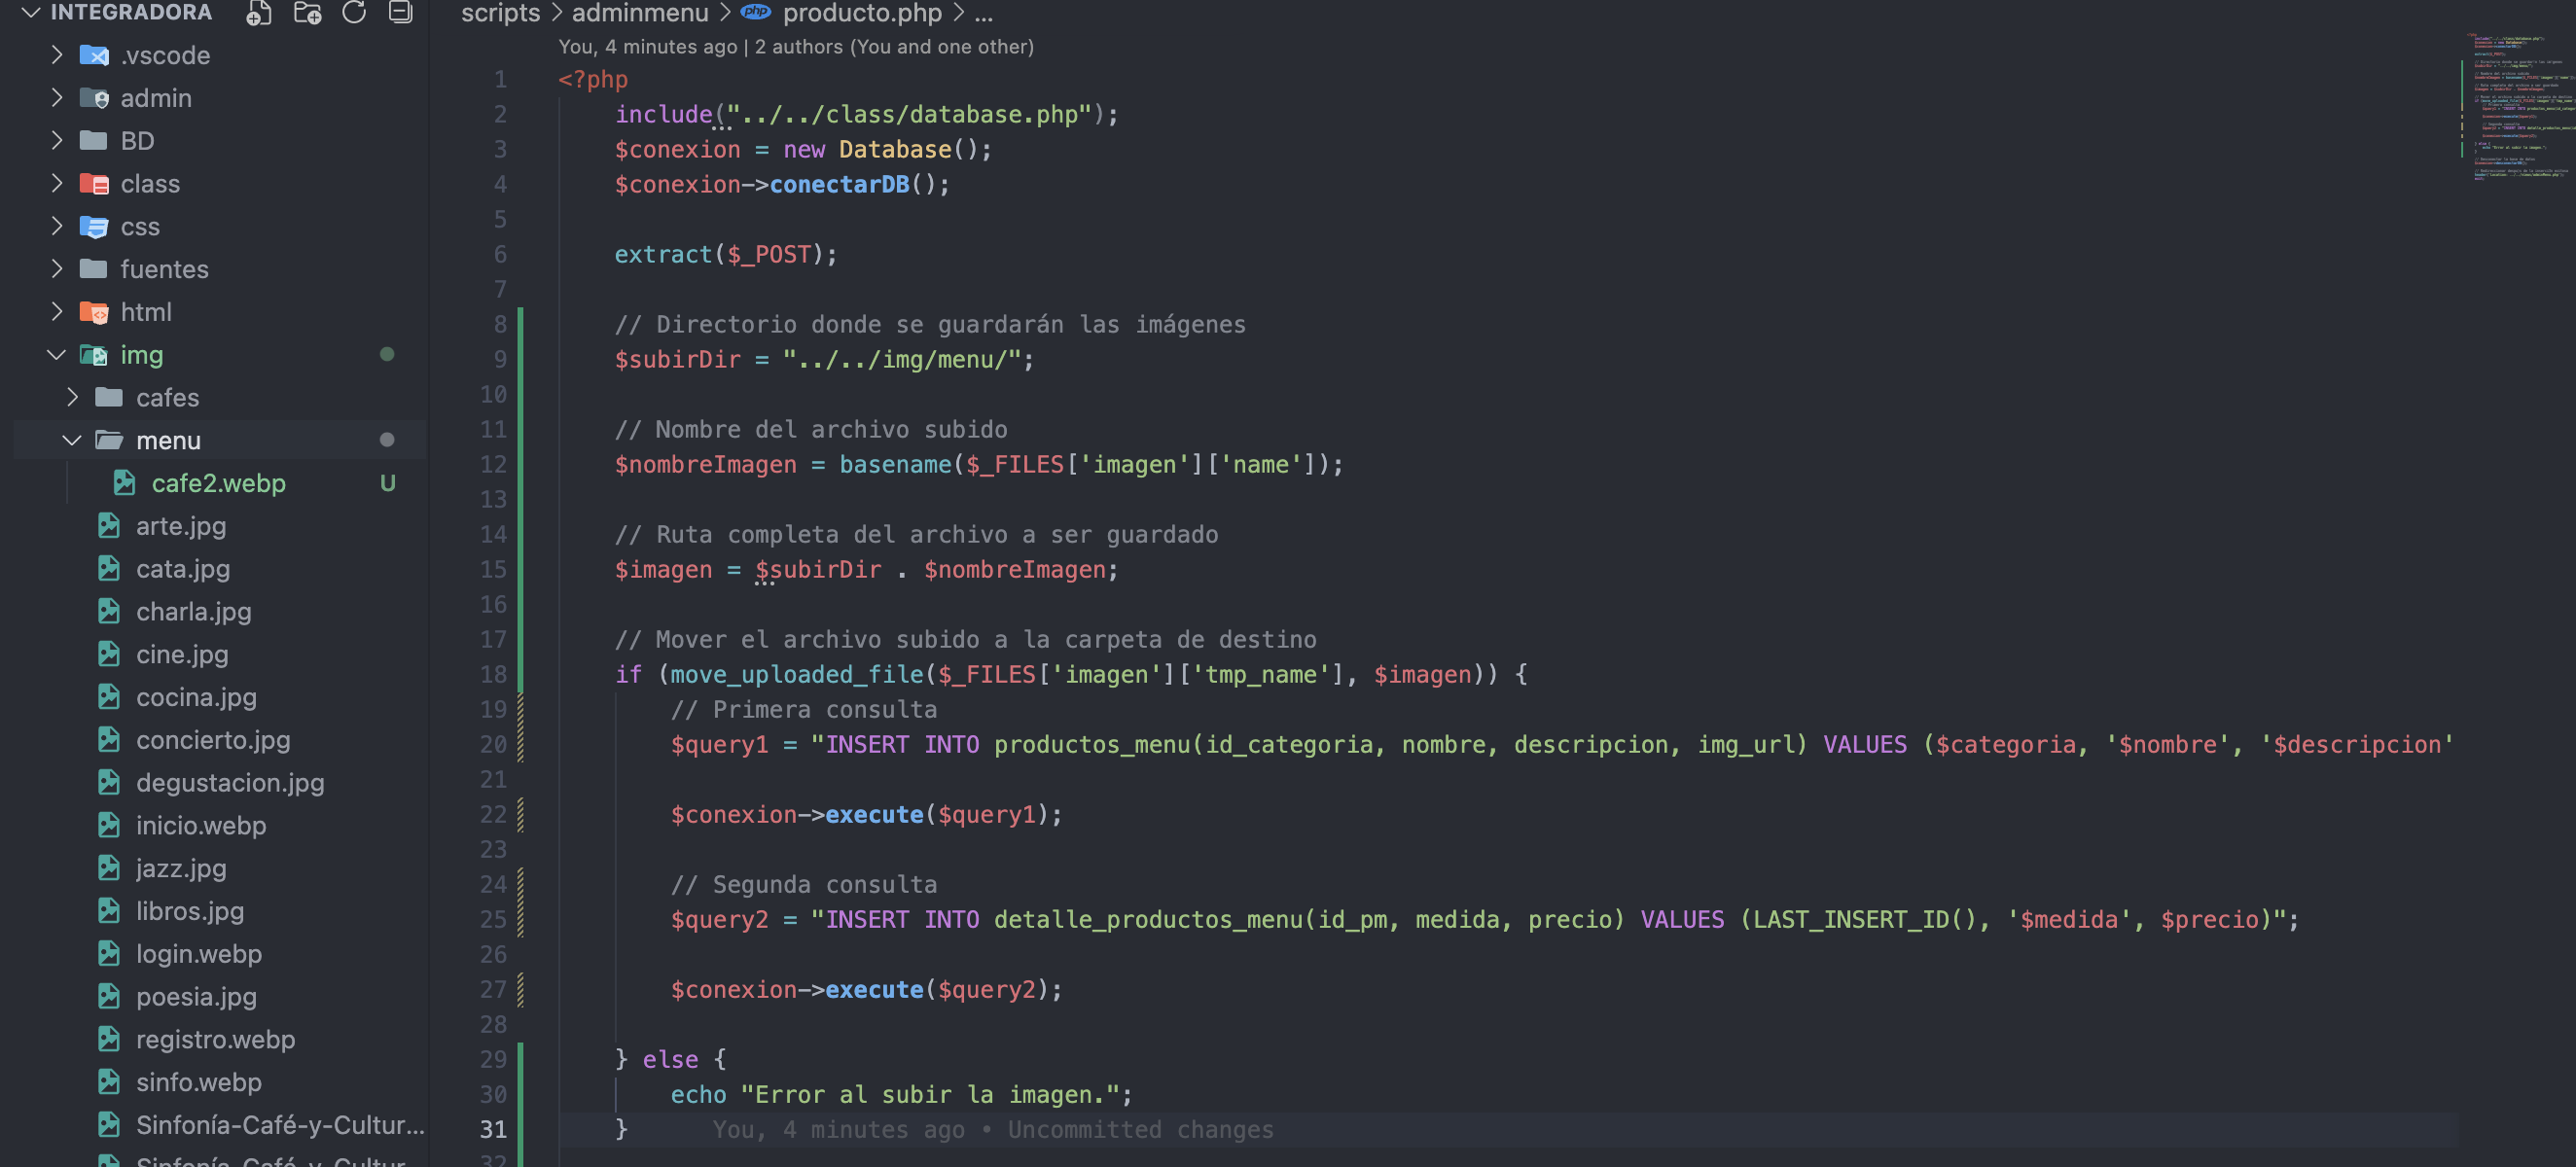 INTEGRADORA
.vscode
admin
BD
class
css
fuentes
html
img
cafes
menu
cafe2.webp U
arte.jpg
cata.jpg
charla.jpg
cine.jpg
cocina.jpg
concierto.jpg
degustacion.jpg
inicio.webp
jazz.jpg
libros.jpg
login.webp
poesia.jpg
registro.webp
sinfo.webp
Sinfonía-Café-y-Cultur...
Sinfonía-Café-y-Cultur...
scripts > adminmenu > php producto.php > ...
You, 4 minutes ago | 2 authors (You and one other)
1 <?php
2 include("../../class/database.php");
3 $conexion = new Database();
4 $conexion->conectarDB();
5
6 extract($_POST);
7
8 // Directorio donde se guardarán las imágenes
9 $subirDir = "../../img/menu/";
10
11 // Nombre del archivo subido
12 $nombreImagen = basename($_FILES['imagen']['name']);
13
14 // Ruta completa del archivo a ser guardado
15 $imagen = $subirDir . $nombreImagen;
16
17 // Mover el archivo subido a la carpeta de destino
18 if (move_uploaded_file($_FILES['imagen']['tmp_name'], $imagen)) {
19 // Primera consulta
20 $query1 = "INSERT INTO productos_menu(id_categoria, nombre, descripcion, img_url) VALUES ($categoria, '$nombre', '$descripcion'
21
22 $conexion->execute($query1);
23
24 // Segunda consulta
25 $query2 = "INSERT INTO detalle_productos_menu(id_pm, medida, precio) VALUES (LAST_INSERT_ID(), '$medida', $precio)";
26
27 $conexion->execute($query2);
28
29 } else {
30 echo "Error al subir la imagen.";
31 } You, 4 minutes ago • Uncommitted changes
32